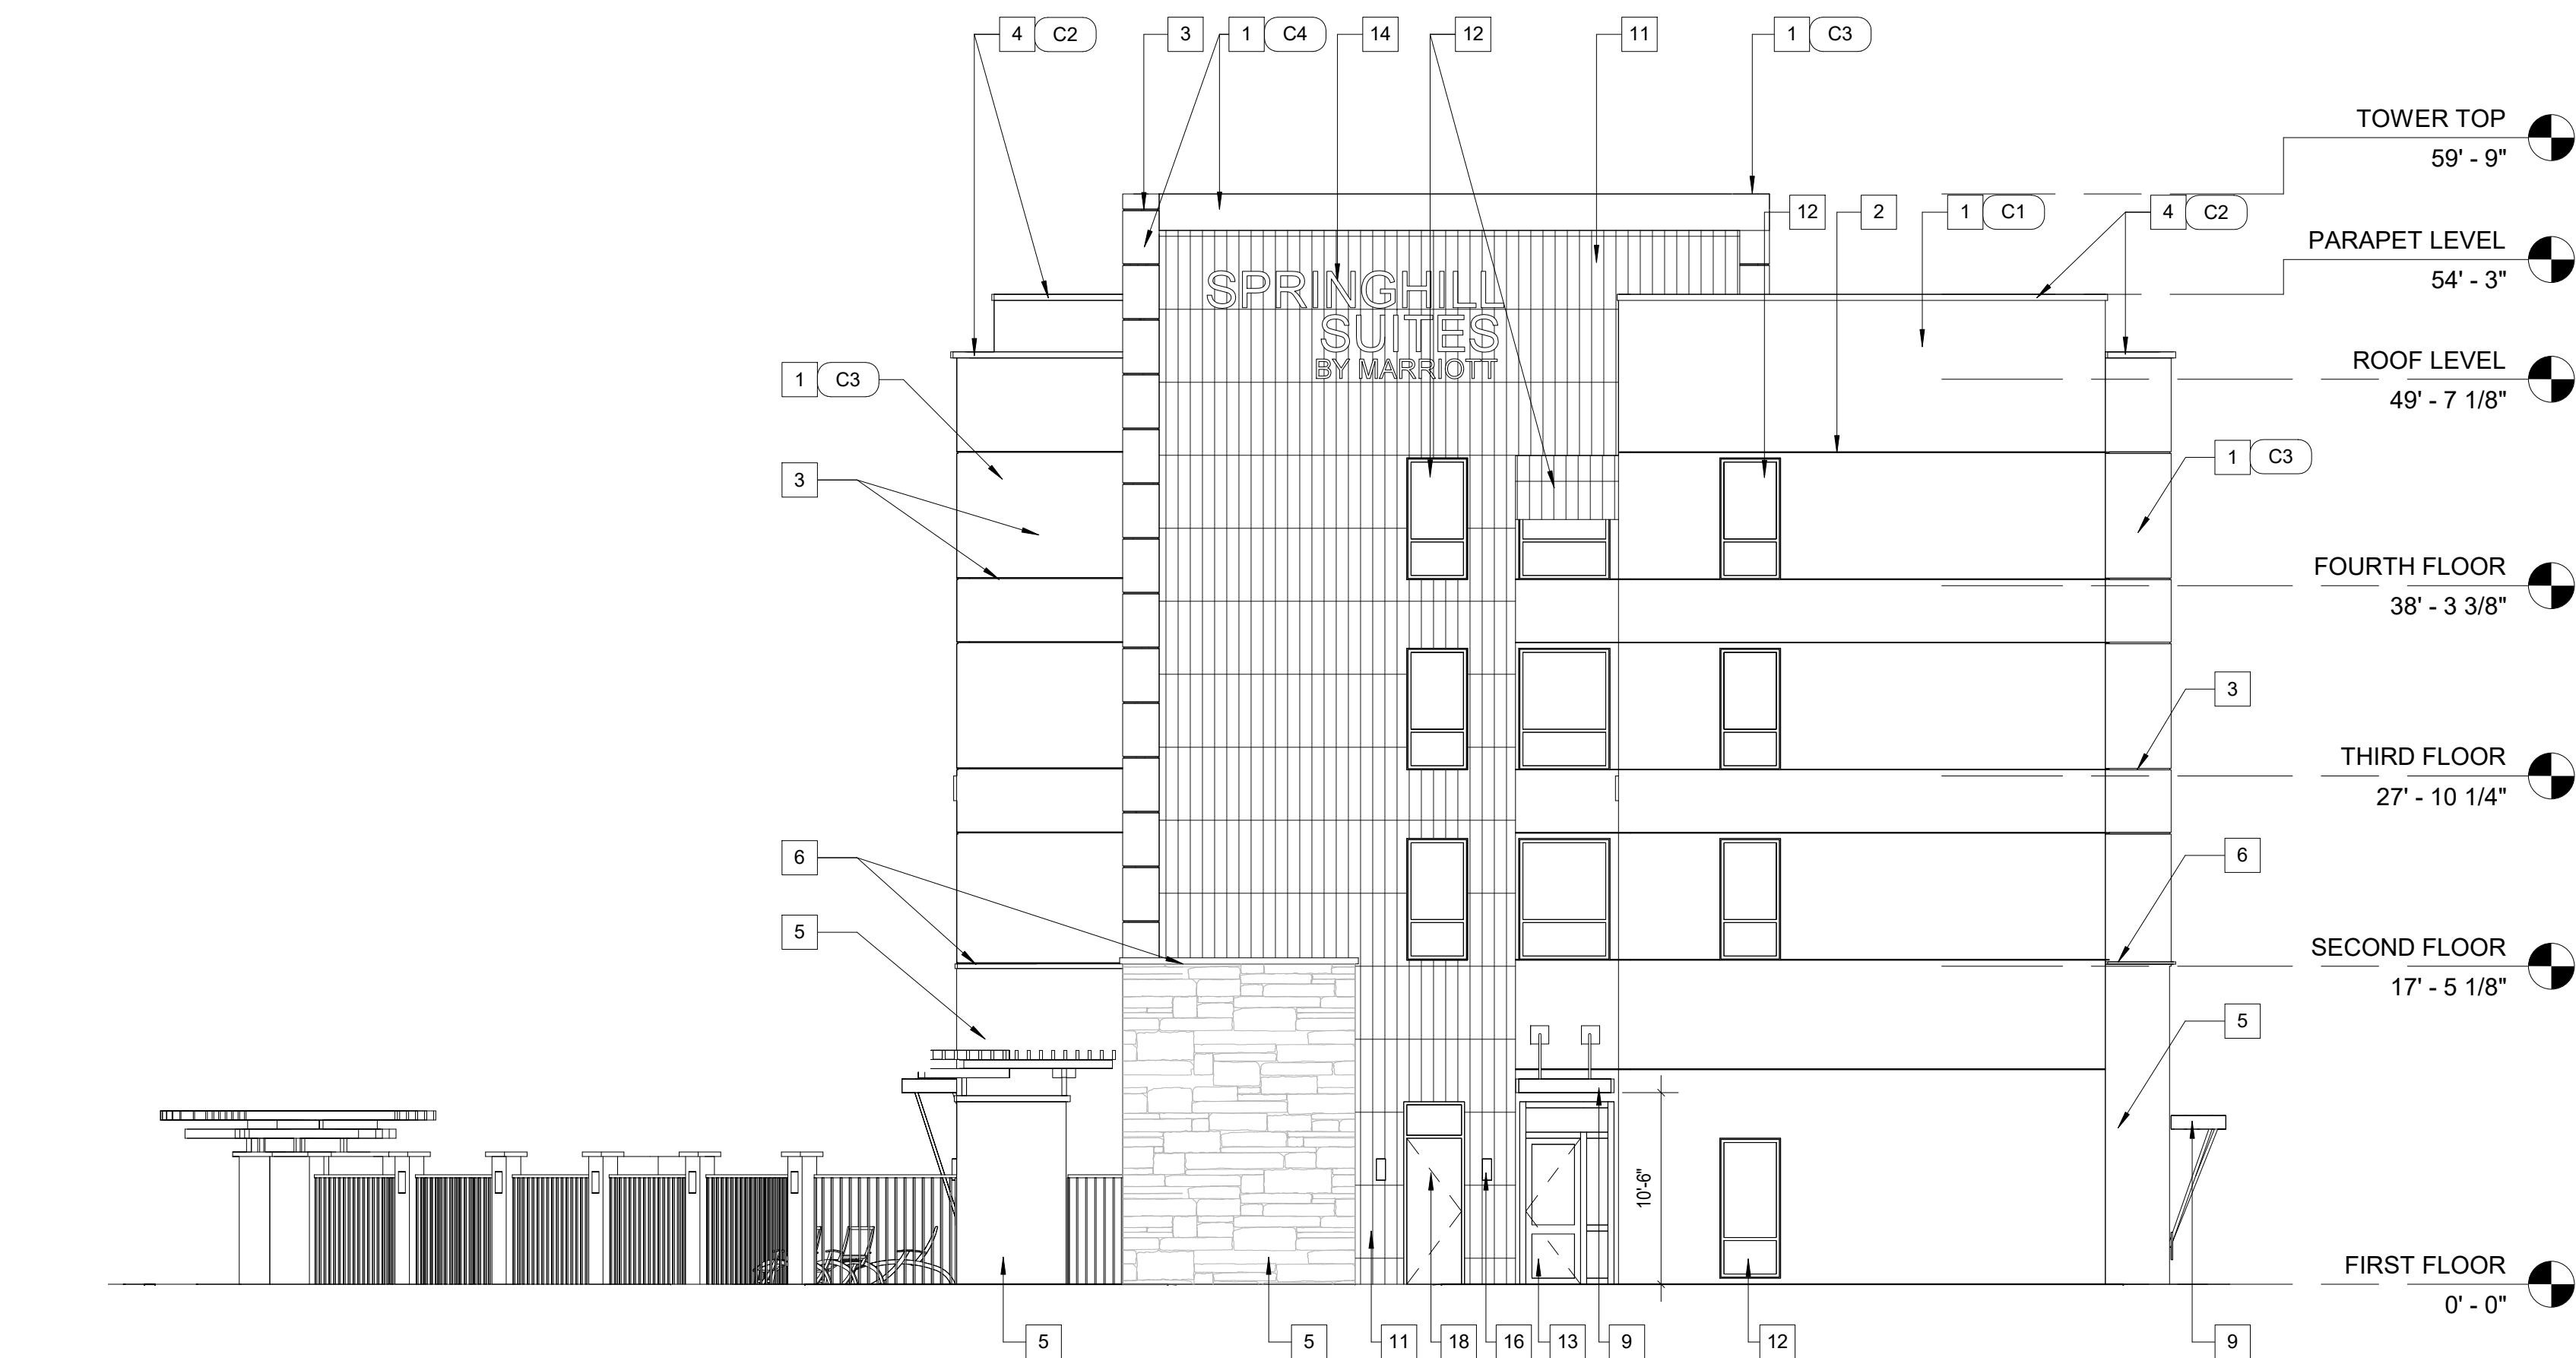 4 C2 3 1 C4 14 12 11 1 C3
TOWER TOP
59' - 9"
12 2 1 C1 4 C2
PARAPET LEVEL
54' - 3"
SPRINGHILL
SUITES
BY MARRIOTT
ROOF LEVEL
49' - 7 1/8"
1 C3
1 C3
3
FOURTH FLOOR
38' - 3 3/8"
3
THIRD FLOOR
27' - 10 1/4"
6
6
5
SECOND FLOOR
17' - 5 1/8"
5
10'-6"
FIRST FLOOR
0' - 0"
5 5 11 18 16 13 9 12 9